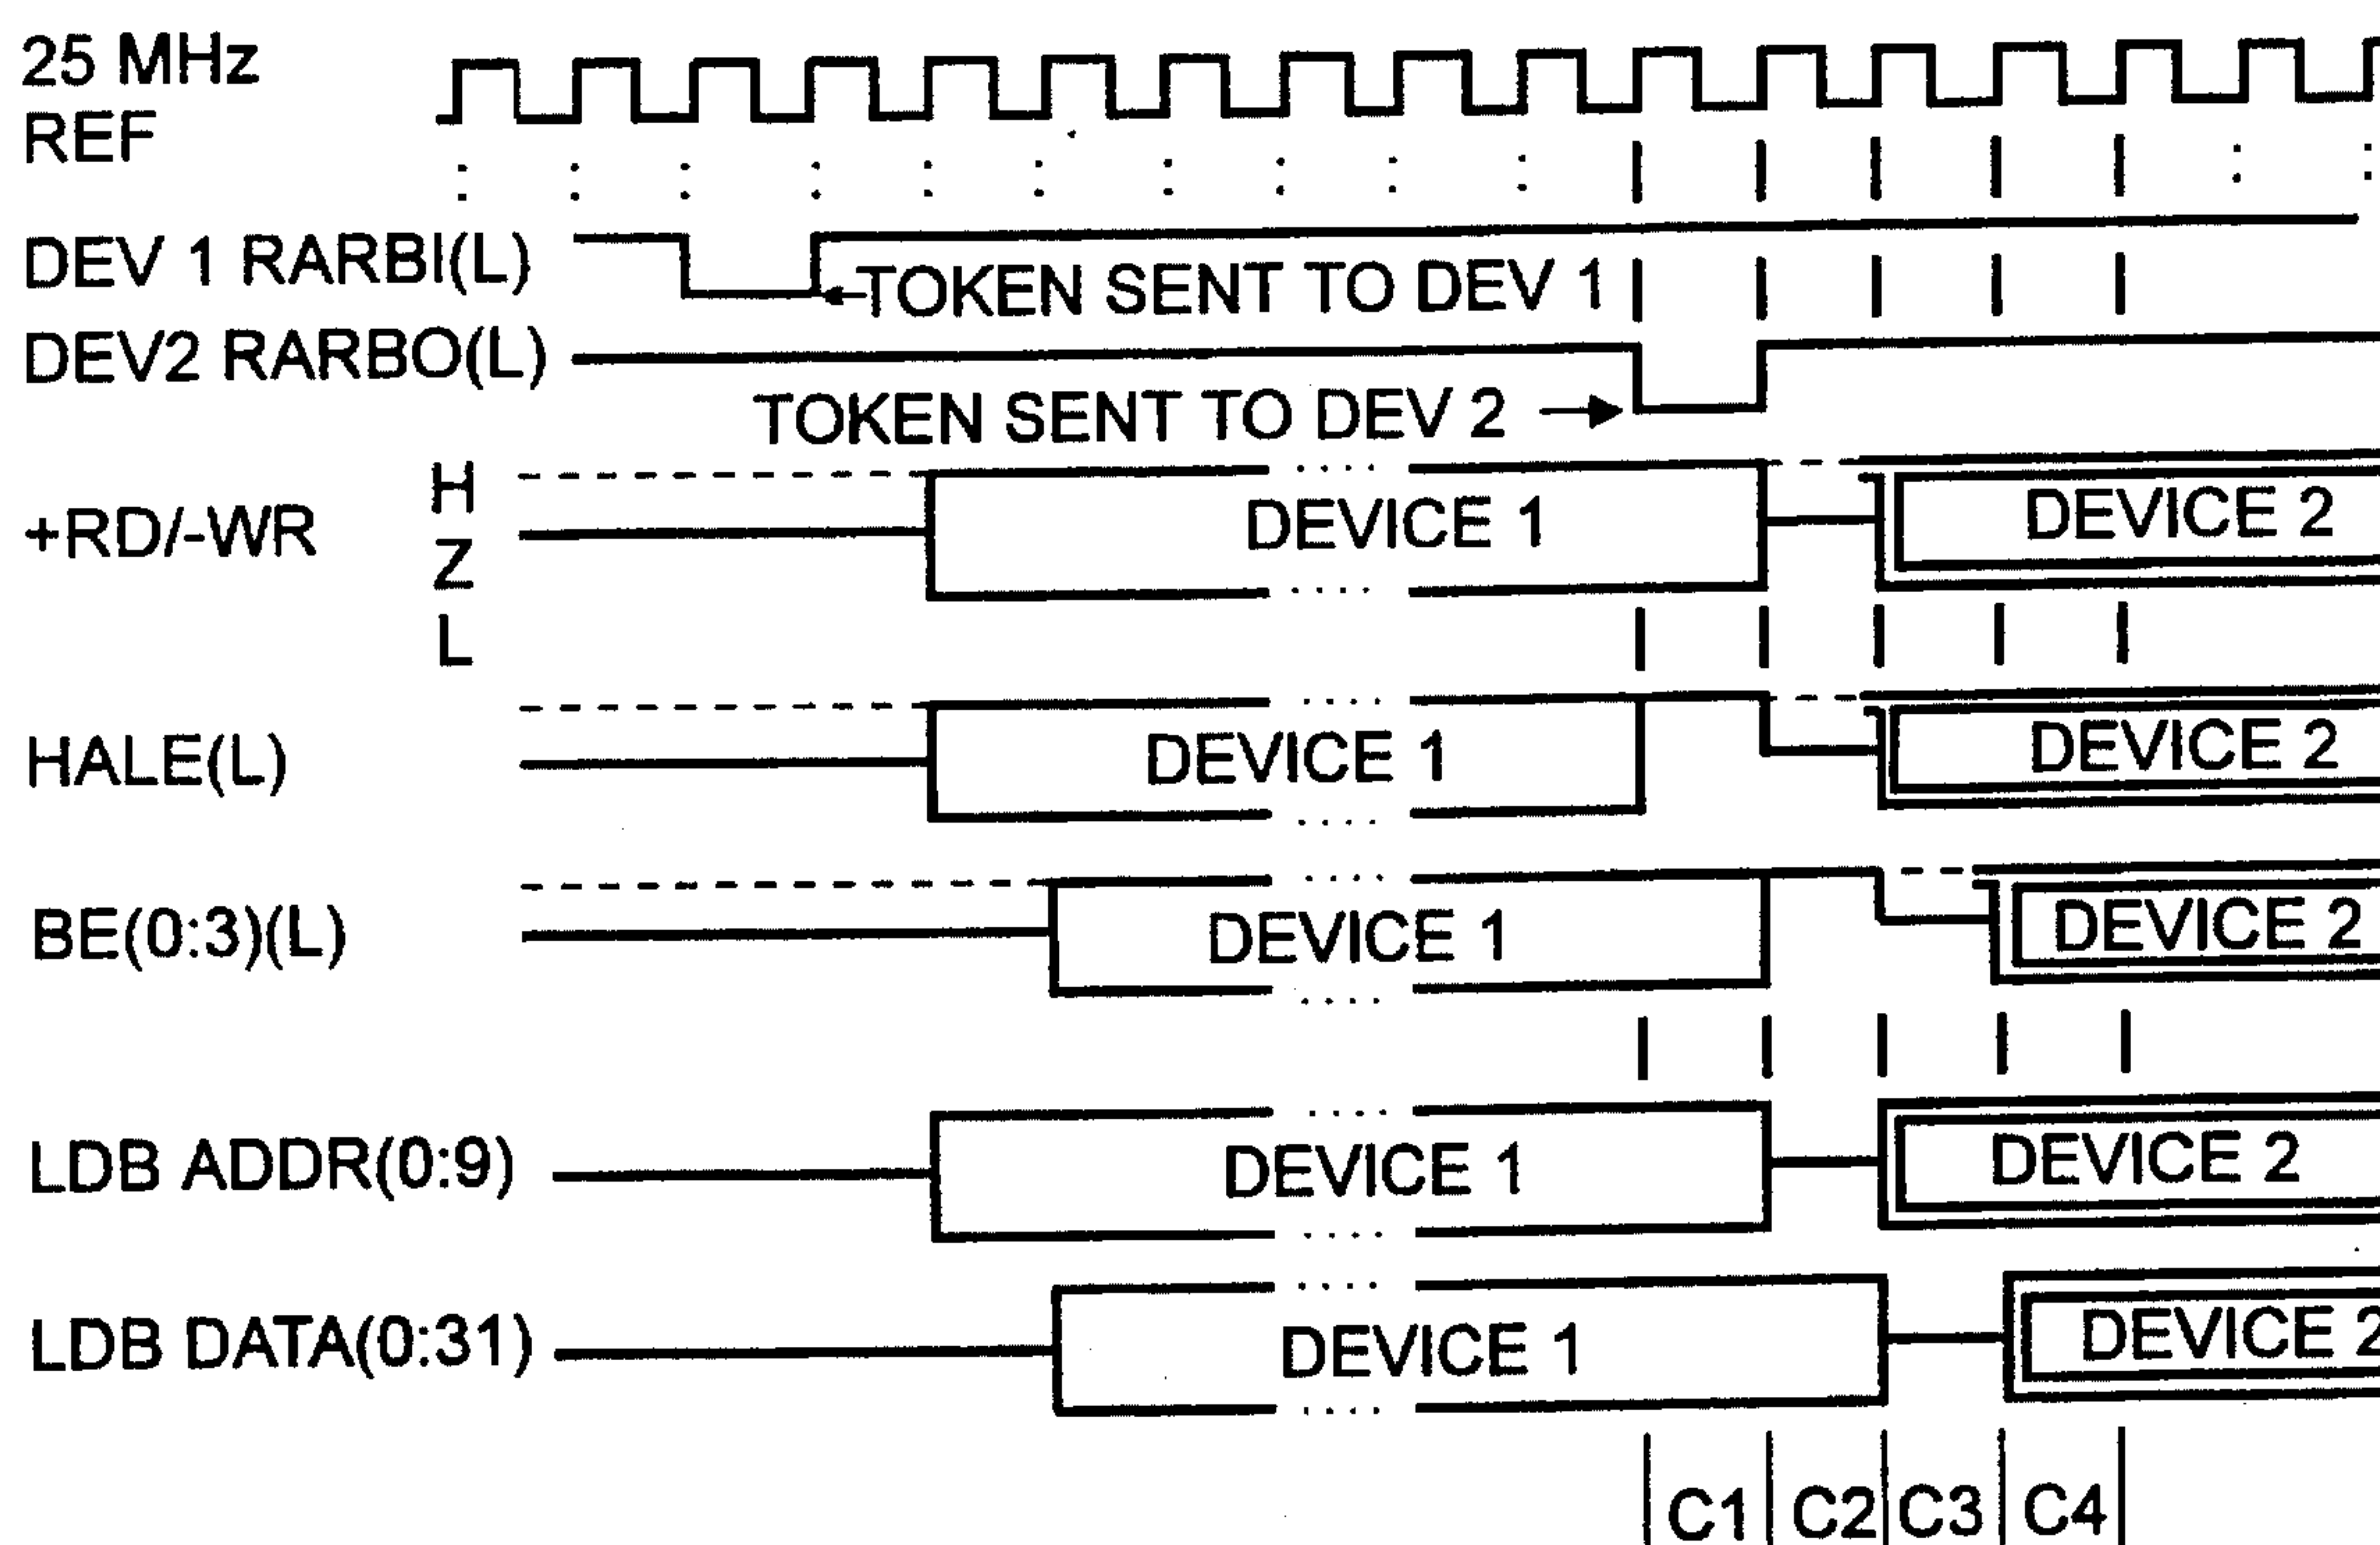 25 MHz
REF
DEV 1 RARBI(L)
TOKEN SENT TO DEV 1
DEV2 RARBO(L)
TOKEN SENT TO DEV 2
+RD/-WR
H
Z
L
DEVICE 1
DEVICE 2
HALE(L)
DEVICE 1
DEVICE 2
BE(0:3)(L)
DEVICE 1
DEVICE 2
LDB ADDR(0:9)
DEVICE 1
DEVICE 2
LDB DATA(0:31)
DEVICE 1
DEVICE 2
C1 C2 C3 C4